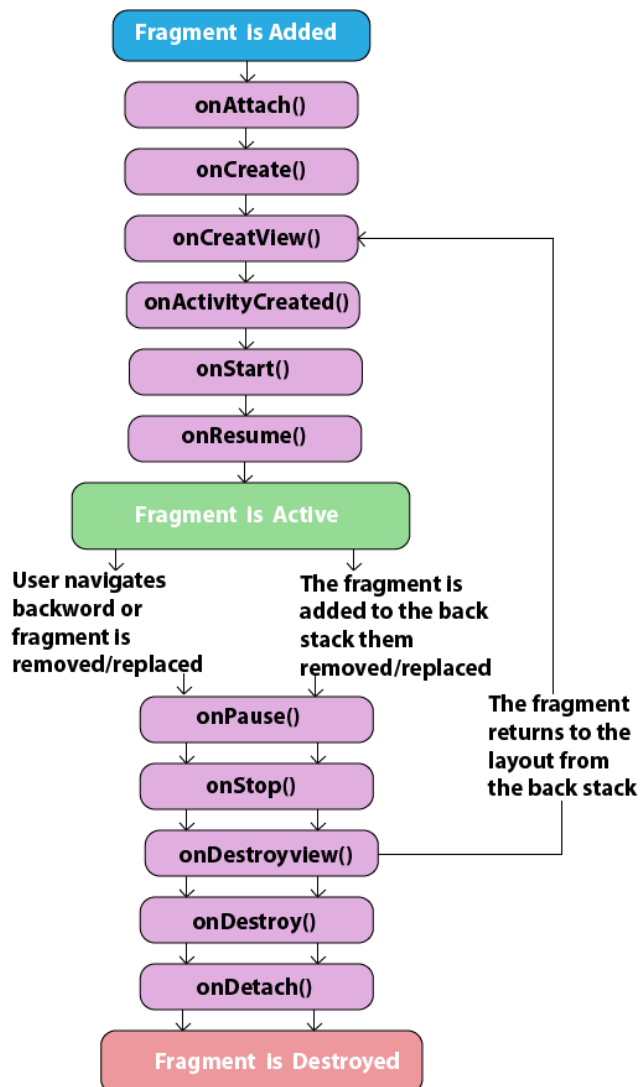 Fragment is Added
onAttach()
onCreate()
onCreatView()
onActivityCreated()
onStart()
onResume()
Fragment is Active
User navigates
backword or
fragment is
removed/replaced
The fragment is
added to the back
stack them
removed/replaced
onPause()
onStop()
onDestroyview()
onDestroy()
onDetach()
Fragment is Destroyed
The fragment
returns to the
layout from
the back stack